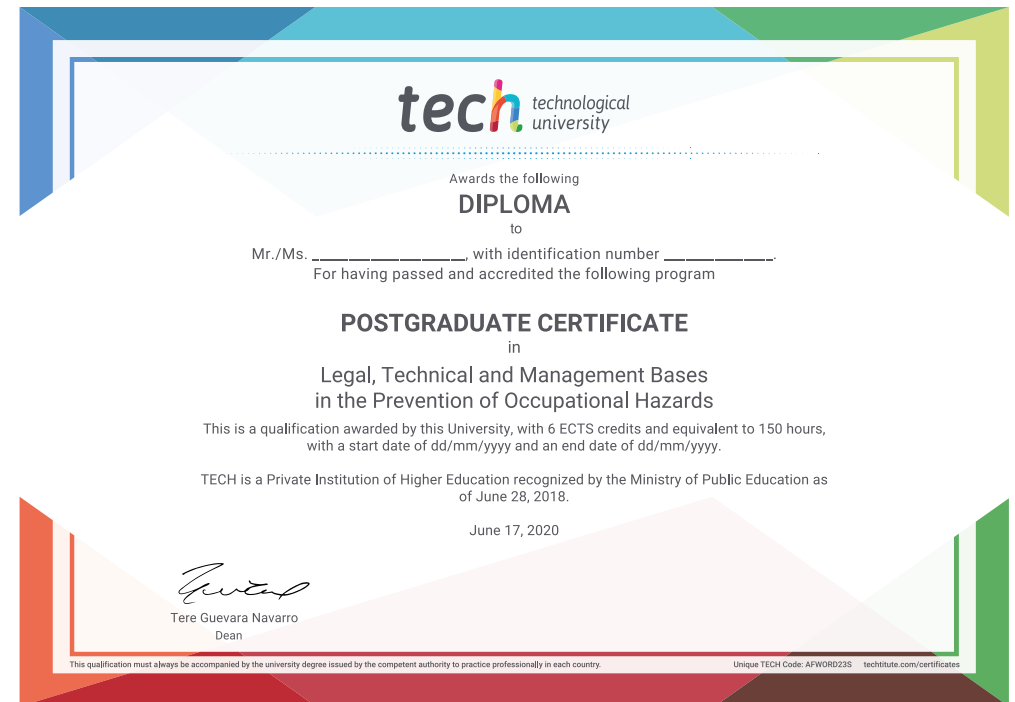 tech technological
university
Awards the following
DIPLOMA
to
Mr./Ms. ____________________, with identification number ______________.
For having passed and accredited the following program
POSTGRADUATE CERTIFICATE
in
Legal, Technical and Management Bases
in the Prevention of Occupational Hazards
This is a qualification awarded by this University, with 6 ECTS credits and equivalent to 150 hours,
with a start date of dd/mm/yyyy and an end date of dd/mm/yyyy.
TECH is a Private Institution of Higher Education recognized by the Ministry of Public Education as
of June 28, 2018.
June 17, 2020
Tere Guevara Navarro
Dean
This qualification must always be accompanied by the university degree issued by the competent authority to practice professionally in each country. Unique TECH Code: AFWORD23S techtitute.com/certificates